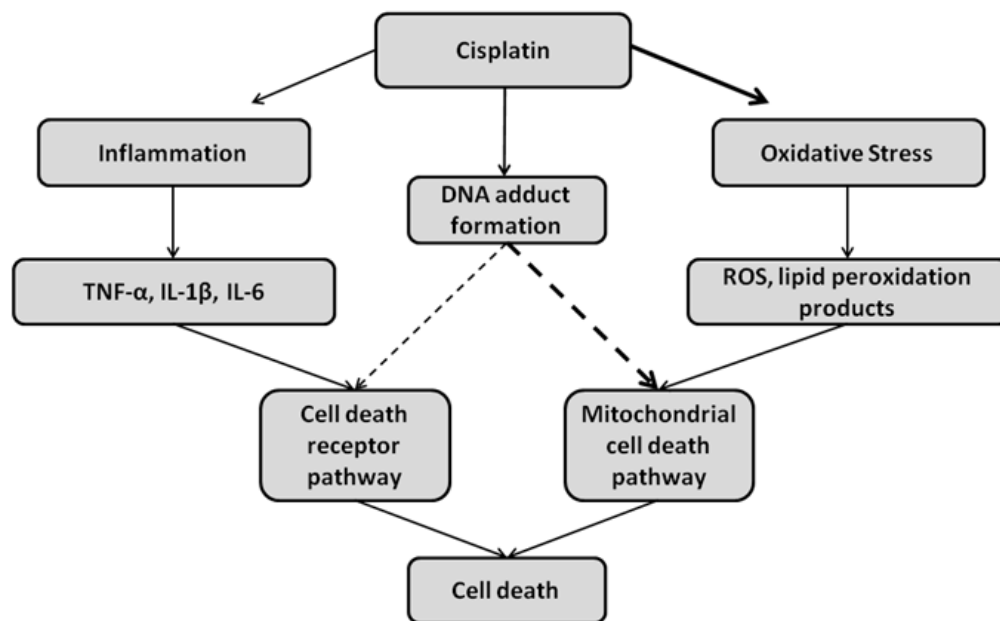 Cisplatin
Inflammation
Oxidative Stress
DNA adduct
formation
TNF-α, IL-1β, IL-6
ROS, lipid peroxidation
products
Cell death
receptor
pathway
Mitochondrial
cell death
pathway
Cell death